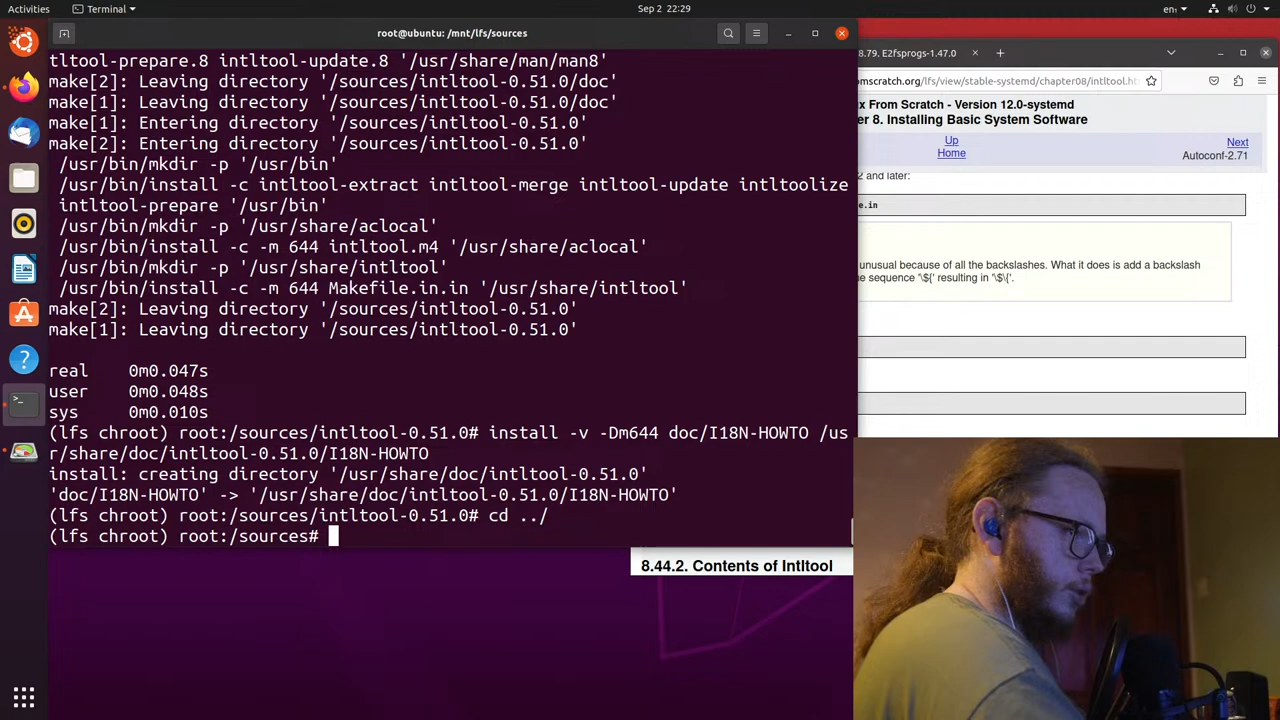 Activities
Terminal
Sep 2 22:29
en₁
root@ubuntu: /mnt/lfs/sources
tltool-prepare.8 intltool-update.8 '/usr/share/man/man8'
make[2]: Leaving directory '/sources/intltool-0.51.0/doc'
make[1]: Leaving directory '/sources/intltool-0.51.0/doc'
make[1]: Entering directory '/sources/intltool-0.51.0'
make[2]: Entering directory '/sources/intltool-0.51.0'
/usr/bin/mkdir -p '/usr/bin'
/usr/bin/install -c intltool-extract intltool-merge intltool-update intltoolize
intltool-prepare '/usr/bin'
/usr/bin/mkdir -p '/usr/share/aclocal'
/usr/bin/install -c -m 644 intltool.m4 '/usr/share/aclocal'
/usr/bin/mkdir -p '/usr/share/intltool'
/usr/bin/install -c -m 644 Makefile.in.in '/usr/share/intltool'
make[2]: Leaving directory '/sources/intltool-0.51.0'
make[1]: Leaving directory '/sources/intltool-0.51.0'
real 0m0.047s
user 0m0.048s
sys 0m0.010s
(lfs chroot) root:/sources/intltool-0.51.0# install -v -Dm644 doc/I18N-HOWTO /us
r/share/doc/intltool-0.51.0/I18N-HOWTO
install: creating directory '/usr/share/doc/intltool-0.51.0'
'doc/I18N-HOWTO' -> '/usr/share/doc/intltool-0.51.0/I18N-HOWTO'
(lfs chroot) root:/sources/intltool-0.51.0# cd ../
(lfs chroot) root:/sources#
8.79. E2fsprogs-1.47.0
omscratch.org/lfs/view/stable-systemd/chapter08/intltool.ht
x From Scratch - Version 12.0-systemd
er 8. Installing Basic System Software
Up
Home
Next
Autoconf-2.71
2 and later:
e.in
unusual because of all the backslashes. What it does is add a backslash
he sequence '\${' resulting in '\$\{'.
8.44.2. Contents of Intltool